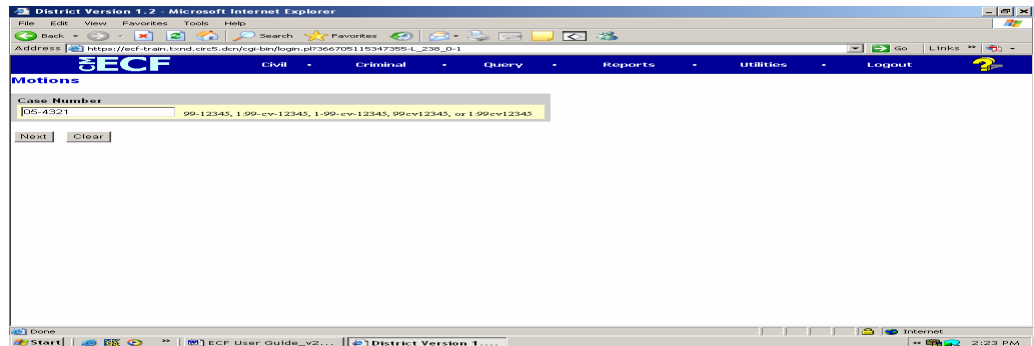 District Version 1.2 - Microsoft Internet Explorer
File Edit View Favorites Tools Help
Back Search Favorites
Address https://ecf-train.txnd.circ5.dcn/cgi-bin/login.pl?366705115347355-L_238_0-1 Go Links »
CM ECF Civil • Criminal • Query • Reports • Utilities • Logout ?
Motions
Case Number
05-4321 99-12345, 1:99-cv-12345, 1-99-cv-12345, 99cv12345, or 1:99cv12345
Next Clear
Done Internet
Start » ECF User Guide_v2... District Version 1.... « 2:23 PM